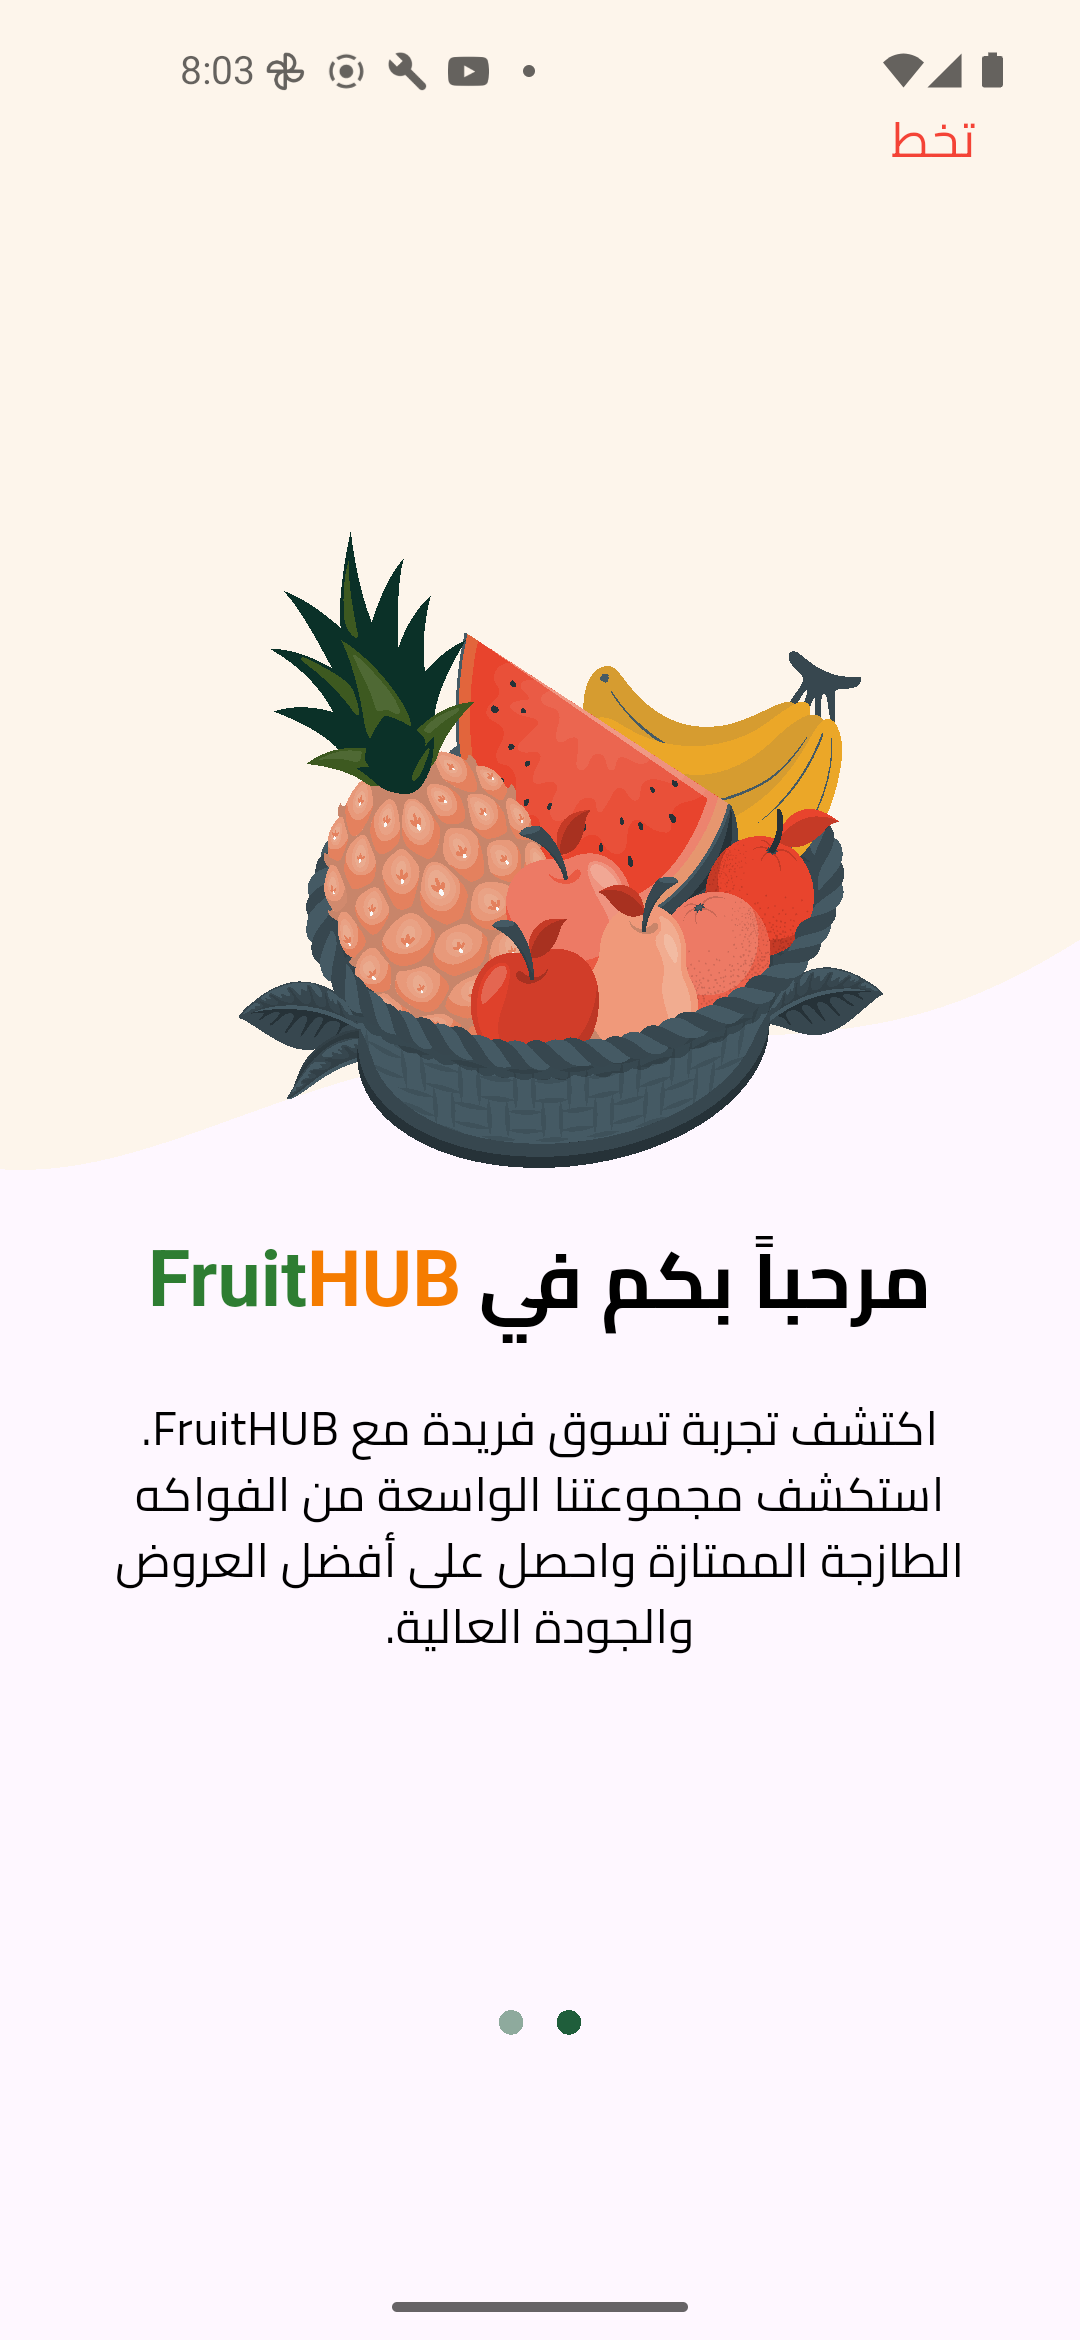 8:03
تخط
مرحباً بكم في FruitHUB
اكتشف تجربة تسوق فريدة مع FruitHUB.
استكشف مجموعتنا الواسعة من الفواكه
الطازجة الممتازة واحصل على أفضل العروض
والجودة العالية.